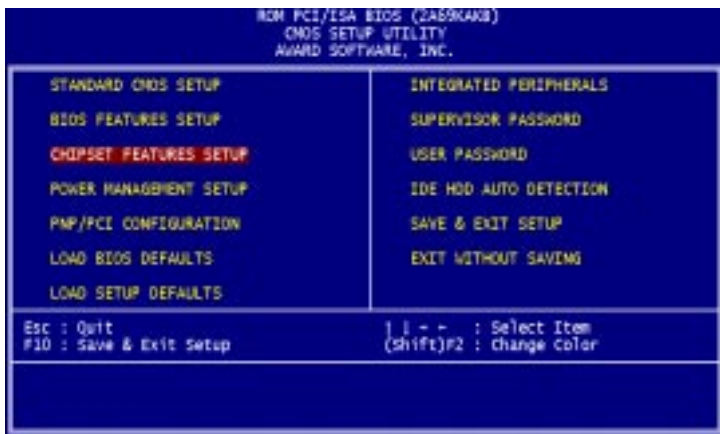 ROM PCI/ISA BIOS (2A69KAKB)
CMOS SETUP UTILITY
AWARD SOFTWARE, INC.
STANDARD CMOS SETUP
BIOS FEATURES SETUP
CHIPSET FEATURES SETUP
POWER MANAGEMENT SETUP
PNP/PCI CONFIGURATION
LOAD BIOS DEFAULTS
LOAD SETUP DEFAULTS
INTEGRATED PERIPHERALS
SUPERVISOR PASSWORD
USER PASSWORD
IDE HDD AUTO DETECTION
SAVE & EXIT SETUP
EXIT WITHOUT SAVING
Esc : Quit
F10 : Save & Exit Setup
: Select Item
(Shift)F2 : Change Color